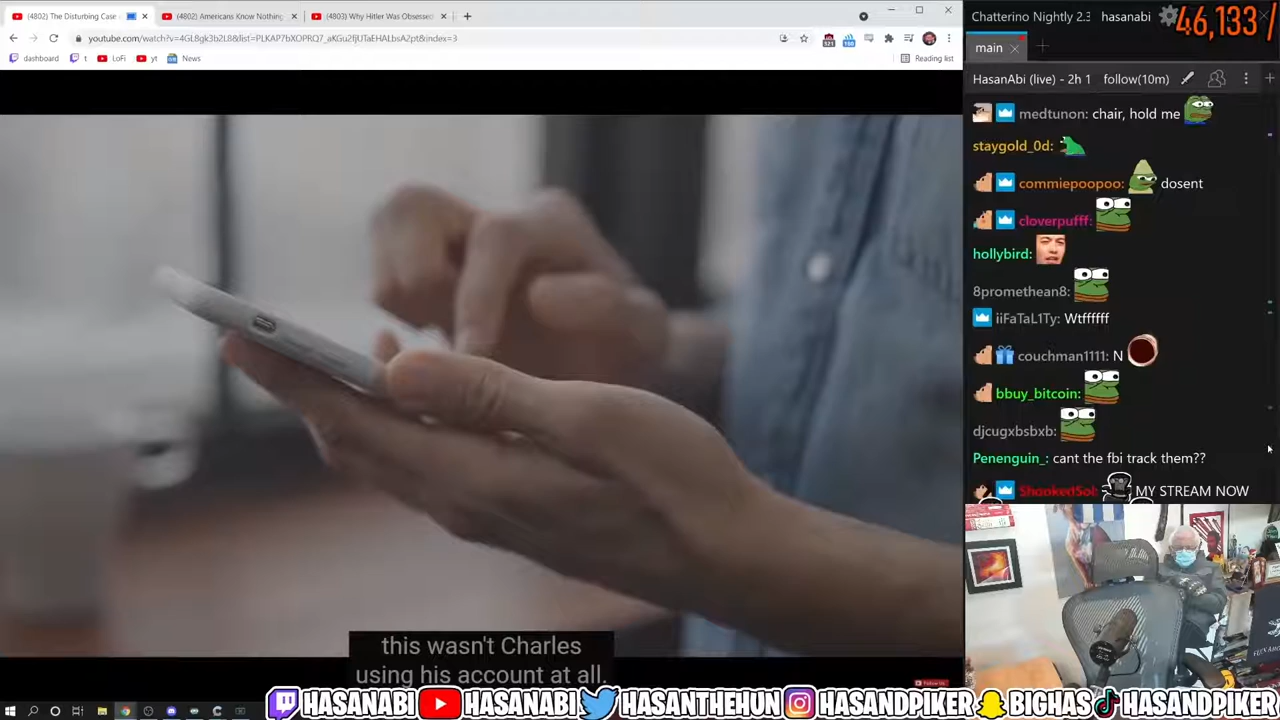 (4802) The Disturbing Case
(4802) Americans Know Nothing
(4803) Why Hitler Was Obsessed
youtube.com/watch?v=4GL8gk3b2L8&list=PLKAP7bXOPRQ7_aKGu2fjUTaEHALbsA2pt&index=3
dashboard
t
LoFi
yt
News
Reading list
this wasn't Charles
using his account at all.
Chatterino Nightly 2.3
hasanabi
46,133 /
main
HasanAbi (live) - 2h 1
follow(10m)
medtunon: chair, hold me
staygold_0d:
commiepoopoo: dosent
cloverpufff:
hollybird:
8promethean8:
iiFaTaL1Ty: Wtfffff
couchman1111: N
bbuy_bitcoin:
djcugxbsbxb:
Penenguin_: cant the fbi track them??
ShookedSol: MY STREAM NOW
HASANABI HASANABI HASANTHEHUN HASANDPIKER BIGHAS HASANDPIKER